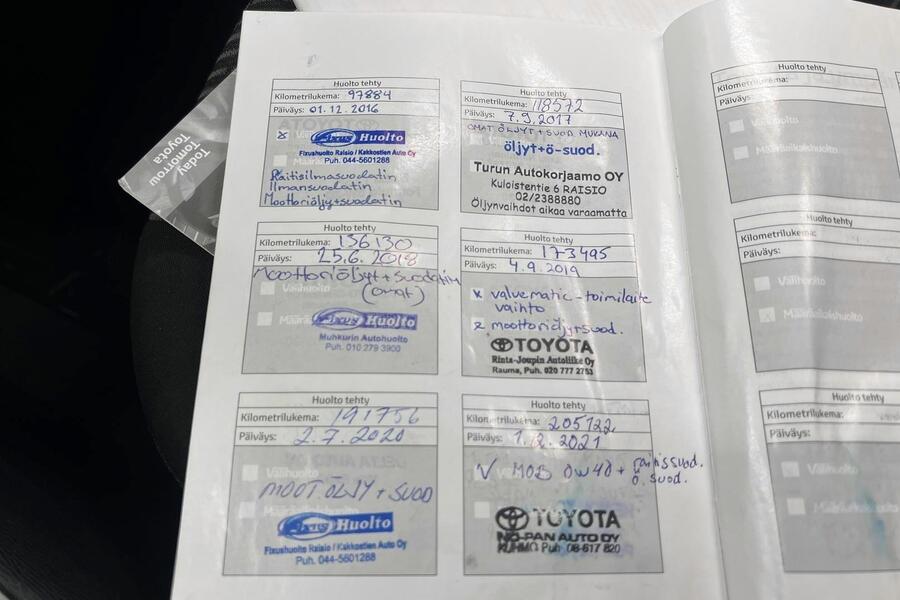 Today
Tomorrow
Toyota
Huolto tehty
Kilometrilukema: 97884
Päiväys: 01.12.2016
x
Fixus Huolto
Fixushuolto Raisio / Kakkostien Auto Oy
Puh. 044-5601288
Raitisilmasuodatin
Ilmansuodatin
Moottoriöljy+suodatin
Huolto tehty
Kilometrilukema: 118572
Päiväys: 7.9.2017
OMAT ÖLJYT + SUOD. MUKANA
öljyt+ö-suod.
Turun Autokorjaamo OY
Kuloistentie 6 RAISIO
02/2388880
Öljynvaihdot aikaa varaamatta
Huolto tehty
Kilometrilukema: 136130
Päiväys: 25.6.2018
Moottoriöljyt + suodatin
(omat)
Välihuolto
Fixus Huolto
Muhkurin Autohuolto
Puh. 010 279 3900
Huolto tehty
Kilometrilukema: 173495
Päiväys: 4.9.2019
x valvematic-toimilaite
vaihto
x moottoriöljy+suod.
TOYOTA
Rinta-Joupin Autoliike Oy
Rauma, Puh. 020 777 2753
Huolto tehty
Kilometrilukema: 191756
Päiväys: 2.7.2020
Välihuolto
MOOT.ÖLJY + SUOD
Fixus Huolto
Fixushuolto Raisio / Kakkostien Auto Oy
Puh. 044-5601288
Huolto tehty
Kilometrilukema: 205122
Päiväys: 1.12.2021
V MOB 0W40 + raitissuod.
ö. suod.
TOYOTA
NO-PAN AUTO OY
KUHMO Puh. 08-617 820
Huolto tehty
Kilometrilukema:
Päiväys:
Välihuolto
Määräaikaishuolto
Huolto tehty
Kilometrilukema:
Päiväys:
Välihuolto
Määräaikaishuolto
Huolto tehty
Kilometrilukema:
Päiväys:
Välihuolto
Määräaikaishuolto